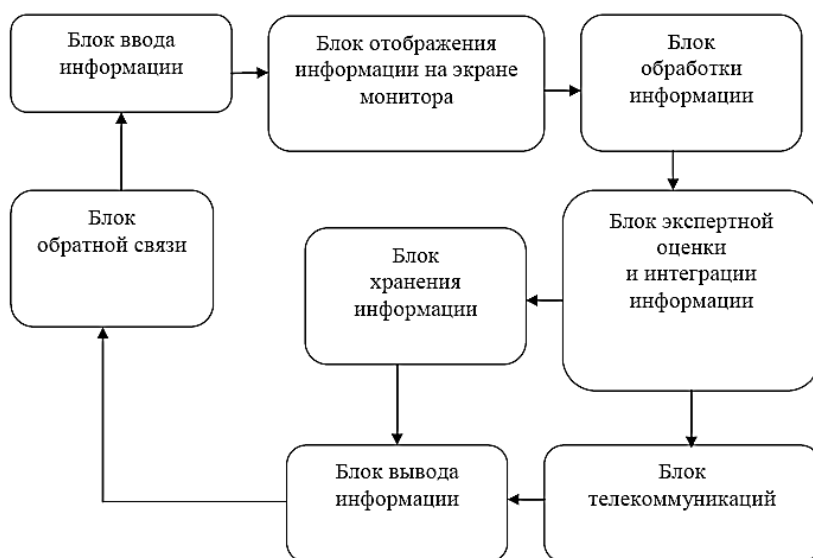 Блок ввода
информации
Блок отображения
информации на экране
монитора
Блок
обработки
информации
Блок
обратной связи
Блок
хранения
информации
Блок экспертной
оценки
и интеграции
информации
Блок вывода
информации
Блок
телекоммуникаций